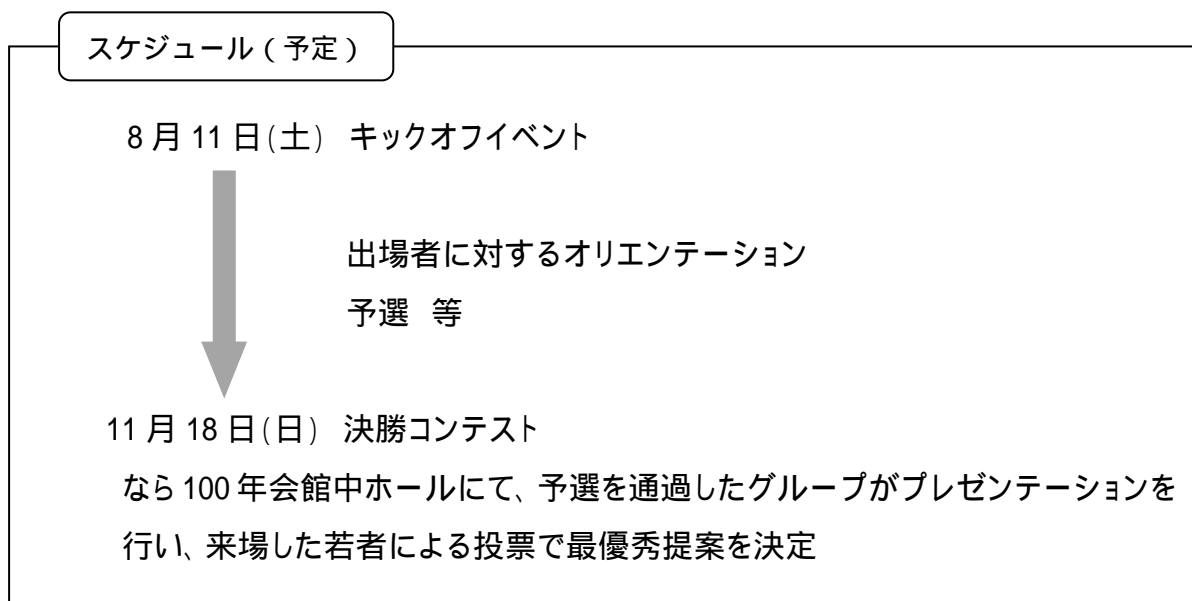 スケジュール（予定）
8月11日(土) キックオフイベント
出場者に対するオリエンテーション
予選 等
11月18日(日) 決勝コンテスト
なら100年会館中ホールにて、予選を通過したグループがプレゼンテーションを
行い、来場した若者による投票で最優秀提案を決定